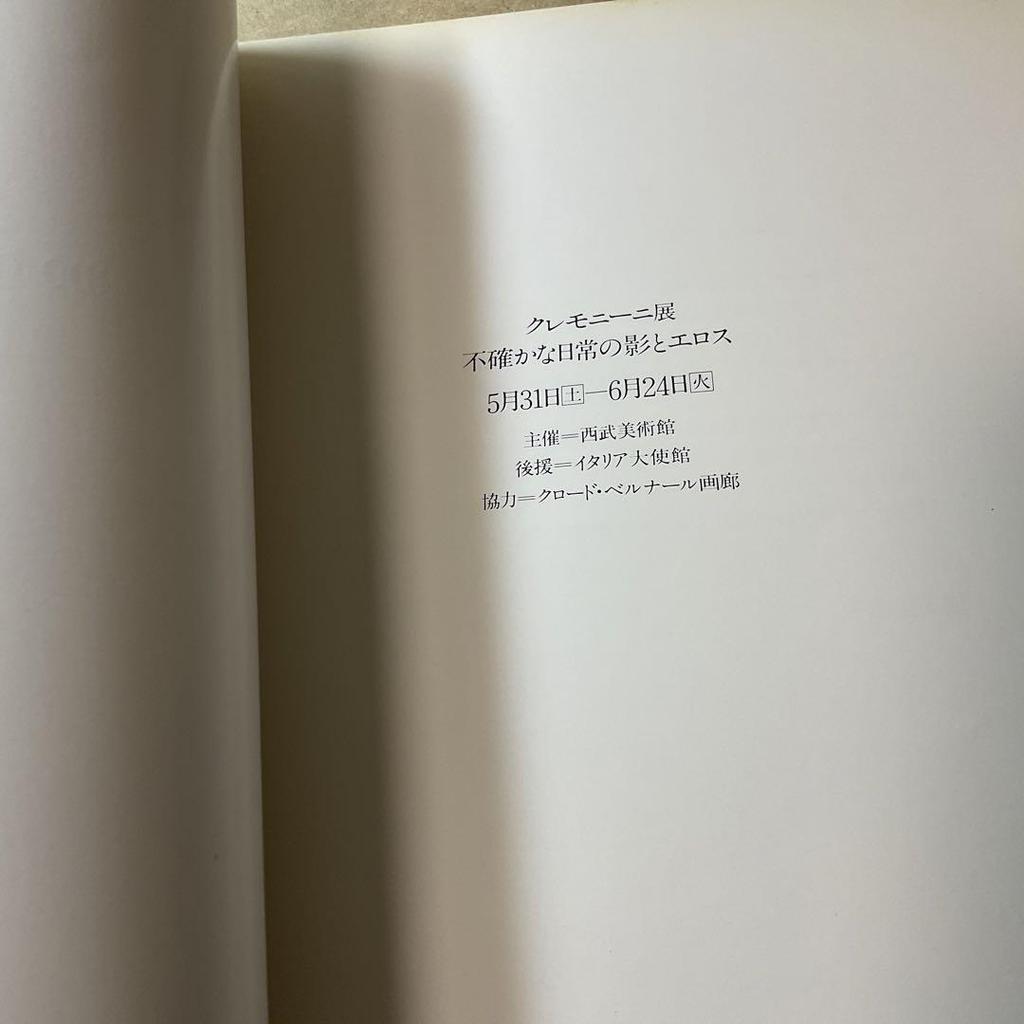 クレモニーニ展
不確かな日常の影とエロス
5月31日土—6月24日火
主催=西武美術館
後援=イタリア大使館
協力=クロード・ベルナール画廊